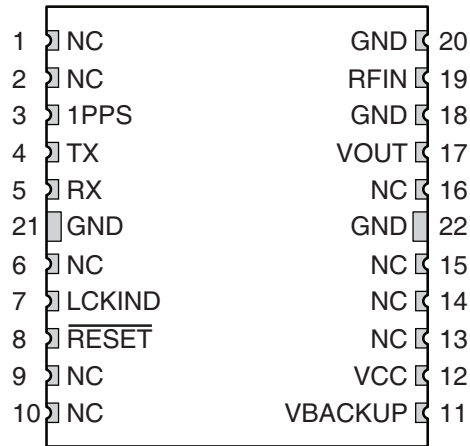 1 NC GND 20
2 NC RFIN 19
3 1PPS GND 18
4 TX VOUT 17
5 RX NC 16
21 GND GND 22
6 NC NC 15
7 LCKIND NC 14
8 RESET NC 13
9 NC VCC 12
10 NC VBACKUP 11